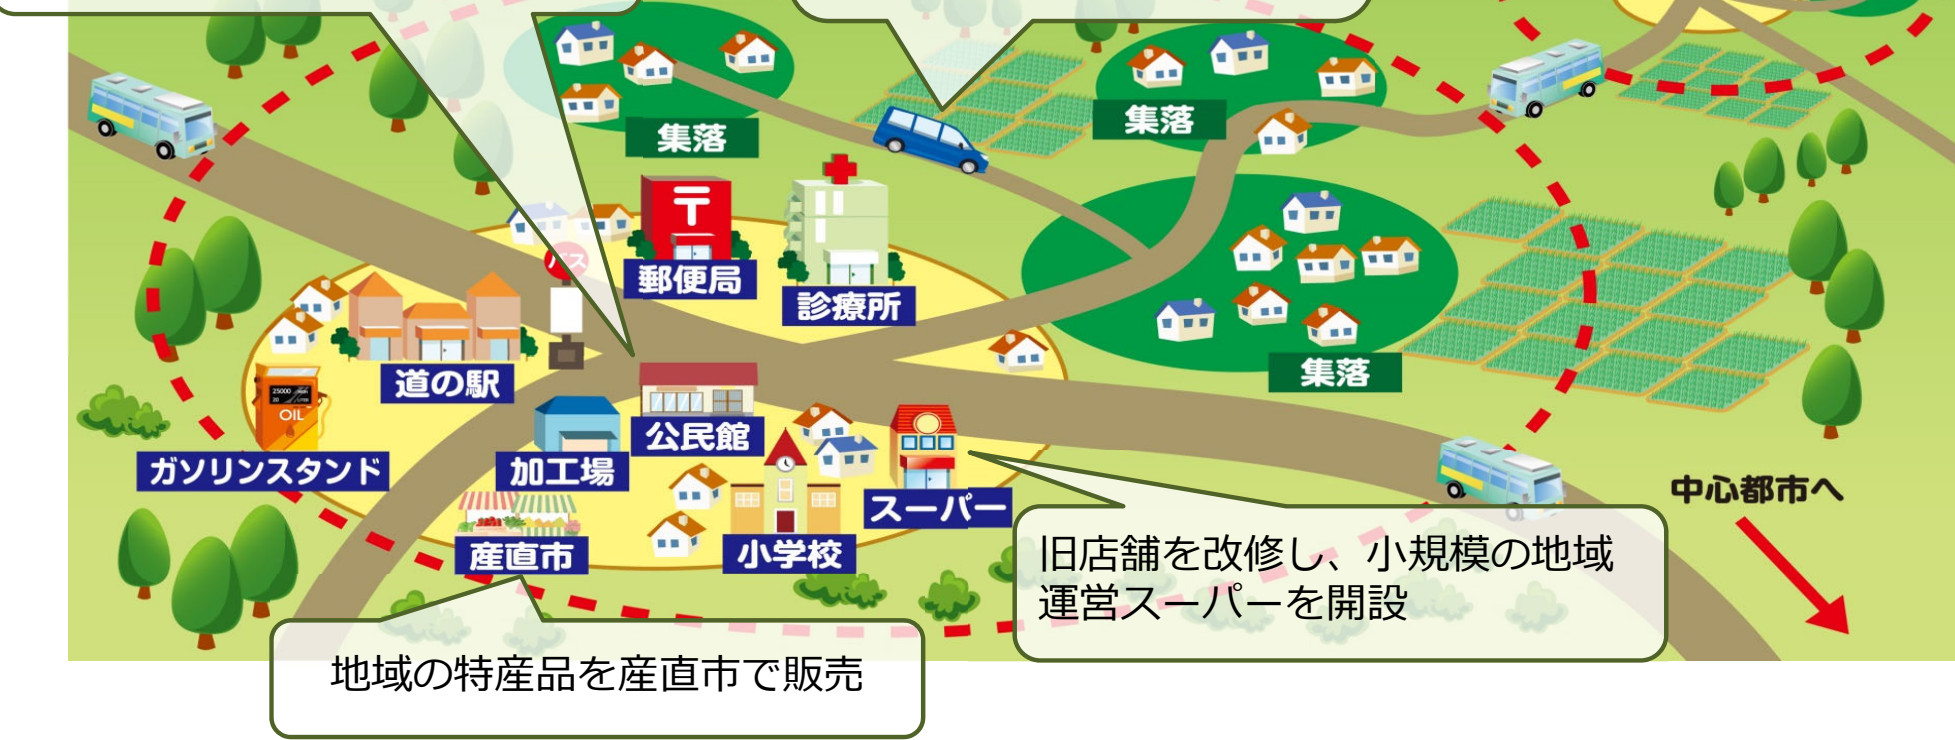 集落
集落
郵便局
バス
診療所
集落
道の駅
OIL
公民館
ガソリンスタンド
加工場
スーパー
産直市
小学校
中心都市へ
旧店舗を改修し、小規模の地域
運営スーパーを開設
地域の特産品を産直市で販売